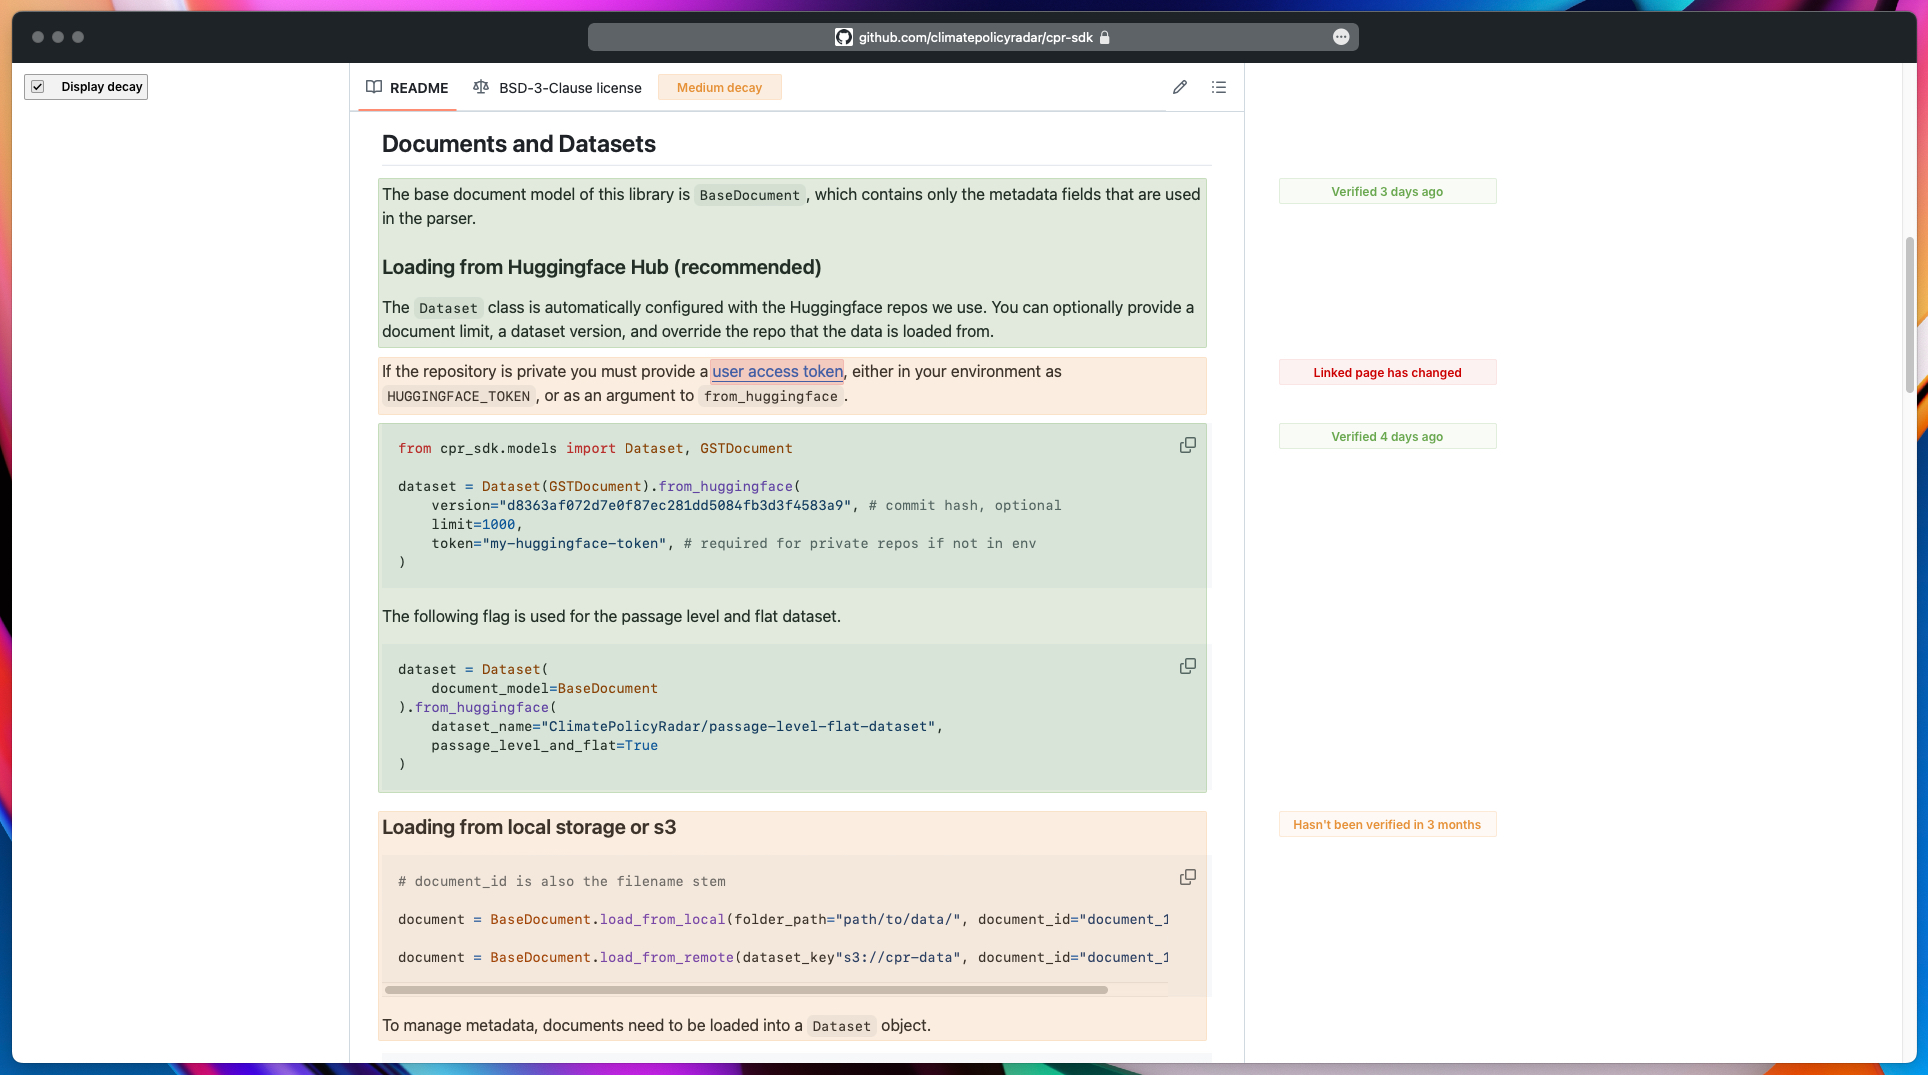 github.com/climatepolicyradar/cpr-sdk
Display decay
README
BSD-3-Clause license
Medium decay
Documents and Datasets
The base document model of this library is BaseDocument , which contains only the metadata fields that are used
in the parser.
Verified 3 days ago
Loading from Huggingface Hub (recommended)
The Dataset class is automatically configured with the Huggingface repos we use. You can optionally provide a
document limit, a dataset version, and override the repo that the data is loaded from.
If the repository is private you must provide a user access token, either in your environment as
HUGGINGFACE_TOKEN , or as an argument to from_huggingface .
Linked page has changed
from cpr_sdk.models import Dataset, GSTDocument
Verified 4 days ago
dataset = Dataset(GSTDocument).from_huggingface(
version="d8363af072d7e0f87ec281dd5084fb3d3f4583a9", # commit hash, optional
limit=1000,
token="my-huggingface-token", # required for private repos if not in env
)
The following flag is used for the passage level and flat dataset.
dataset = Dataset(
document_model=BaseDocument
).from_huggingface(
dataset_name="ClimatePolicyRadar/passage-level-flat-dataset",
passage_level_and_flat=True
)
Loading from local storage or s3
Hasn't been verified in 3 months
# document_id is also the filename stem
document = BaseDocument.load_from_local(folder_path="path/to/data/", document_id="document_1
document = BaseDocument.load_from_remote(dataset_key"s3://cpr-data", document_id="document_1
To manage metadata, documents need to be loaded into a Dataset object.